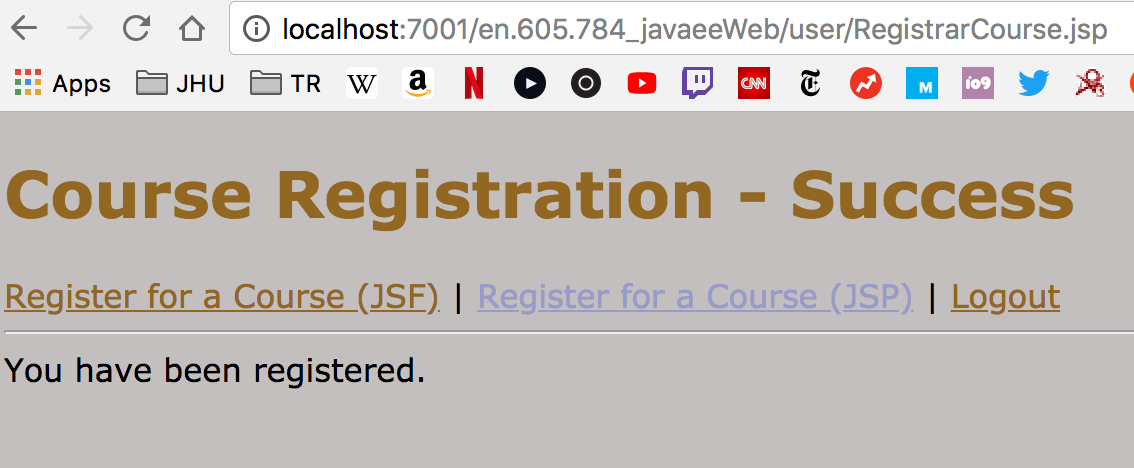 localhost:7001/en.605.784_javaeeWeb/user/RegistrarCourse.jsp
Apps JHU TR W a N CNN T M io9
Course Registration - Success
Register for a Course (JSF) | Register for a Course (JSP) | Logout
You have been registered.